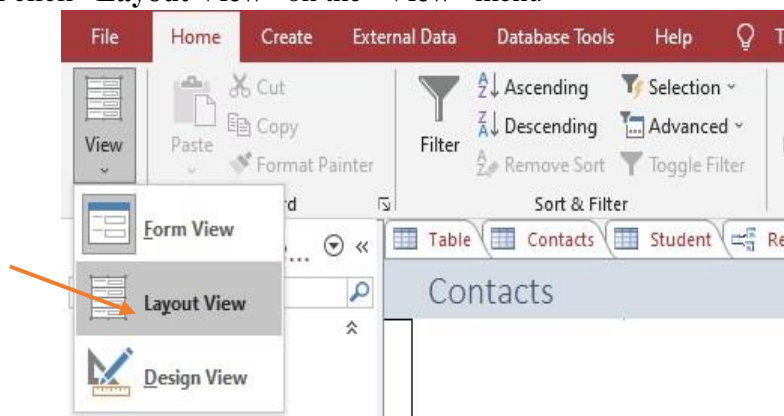 click "Layout View" on the "View" menu
File Home Create External Data Database Tools Help
View
Paste
Cut
Copy
Format Painter
Filter
Ascending
Descending
Remove Sort
Selection
Advanced
Toggle Filter
Sort & Filter
Form View
Layout View
Design View
Table Contacts Student
Contacts